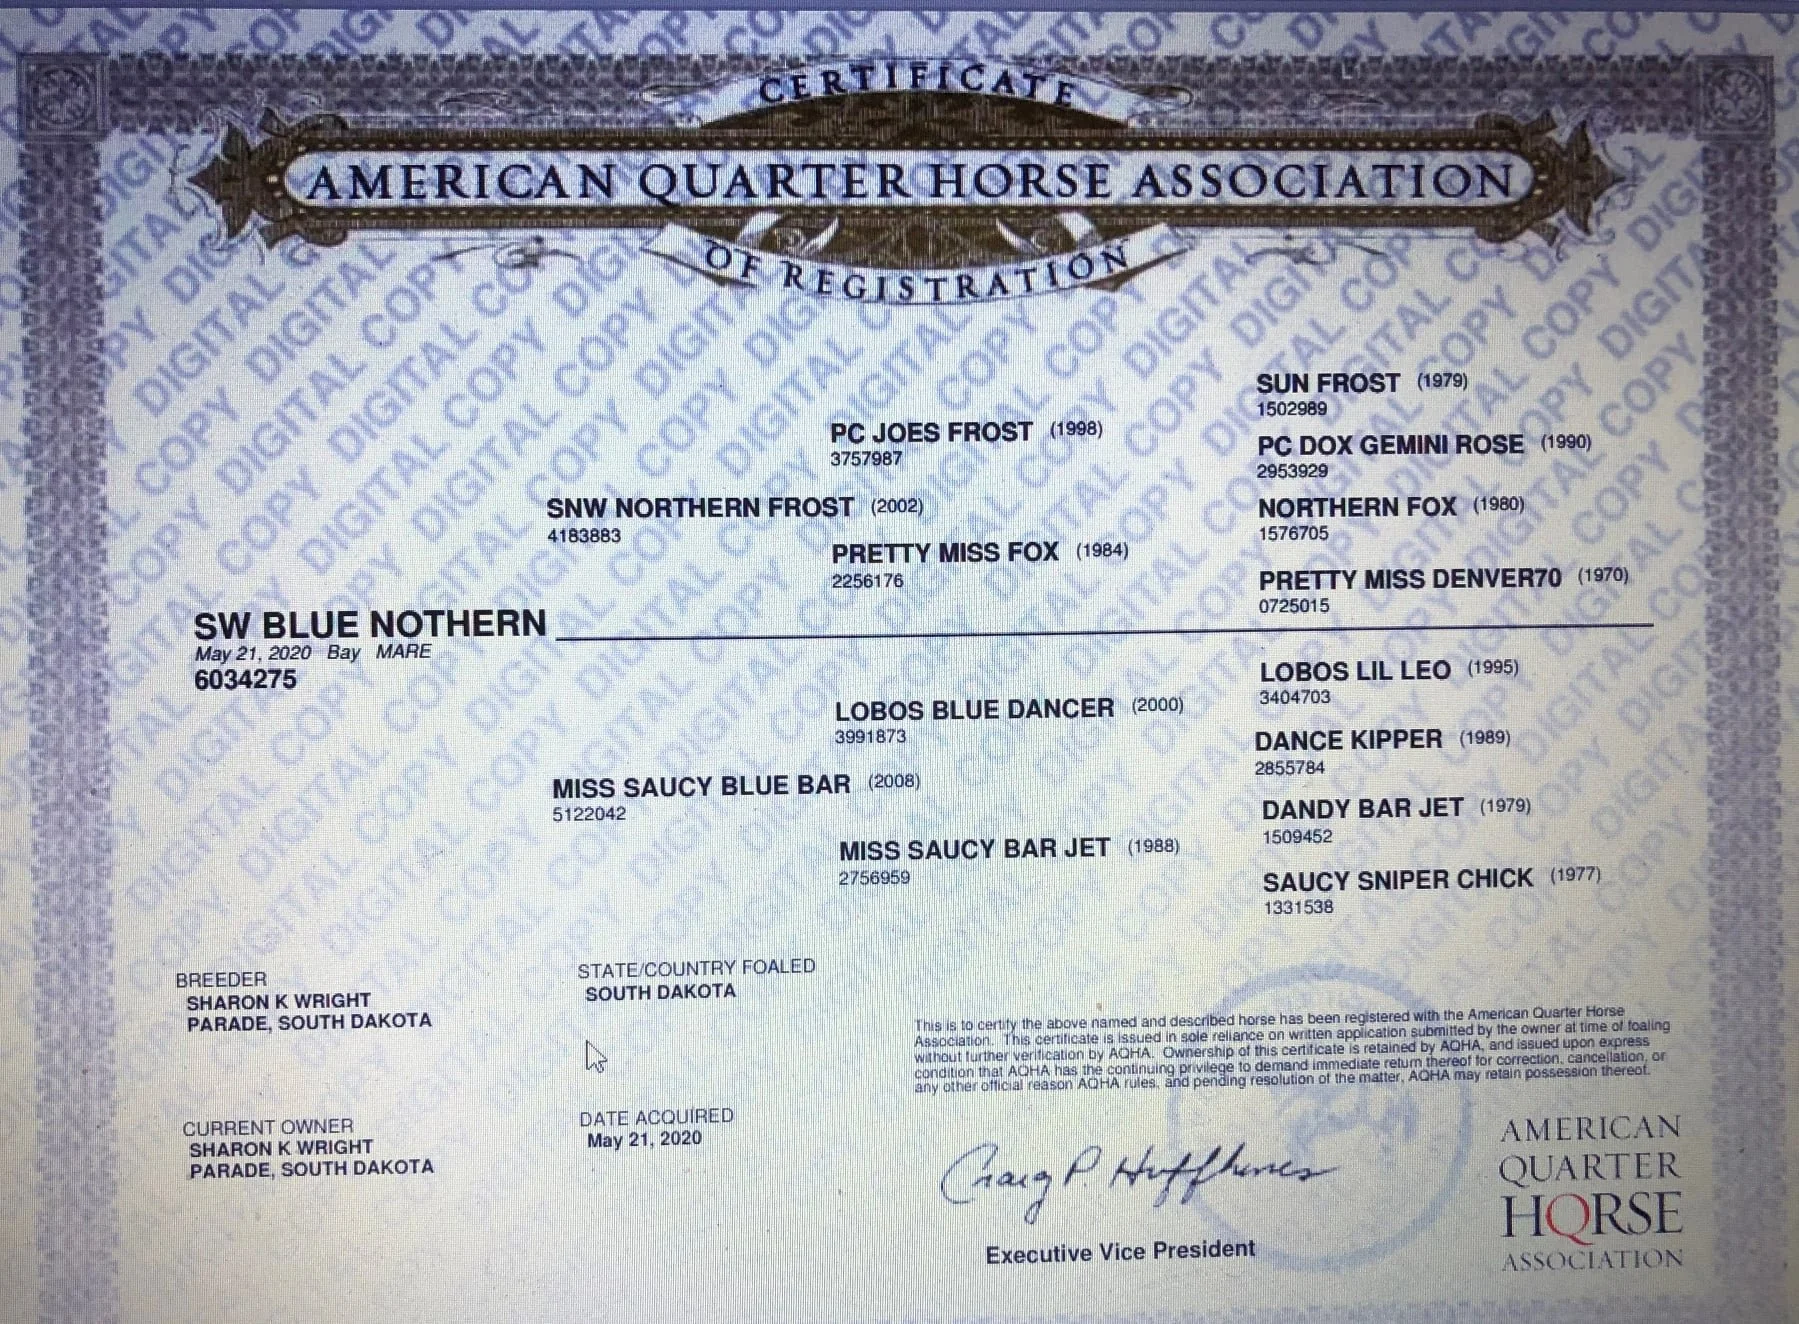 CERTIFICATE
AMERICAN QUARTER HORSE ASSOCIATION
OF REGISTRATION
SUN FROST (1979)
1502989
PC JOES FROST (1998)
3757987
PC DOX GEMINI ROSE (1990)
2953929
SNW NORTHERN FROST (2002)
4183883
NORTHERN FOX (1980)
1576705
PRETTY MISS FOX (1984)
2256176
PRETTY MISS DENVER70 (1970)
0725015
SW BLUE NOTHERN
May 21, 2020 Bay MARE
6034275
LOBOS LIL LEO (1995)
3404703
LOBOS BLUE DANCER (2000)
3991873
DANCE KIPPER (1989)
2855784
MISS SAUCY BLUE BAR (2008)
5122042
DANDY BAR JET (1979)
1509452
MISS SAUCY BAR JET (1988)
2756959
SAUCY SNIPER CHICK (1977)
1331538
BREEDER
SHARON K WRIGHT
PARADE, SOUTH DAKOTA
STATE/COUNTRY FOALED
SOUTH DAKOTA
This is to certify the above named and described horse has been registered with the American Quarter Horse
Association. This certificate is issued in sole reliance on written application submitted by the owner at time of foaling
without further verification by AQHA. Ownership of this certificate is retained by AQHA, and issued upon express
condition that AQHA has the continuing privilege to demand immediate return thereof for correction, cancellation, or
any other official reason AQHA rules, and pending resolution of the matter, AQHA may retain possession thereof.
CURRENT OWNER
SHARON K WRIGHT
PARADE, SOUTH DAKOTA
DATE ACQUIRED
May 21, 2020
Craig P. Huffhines
Executive Vice President
AMERICAN
QUARTER
HORSE
ASSOCIATION
DIGITAL COPY